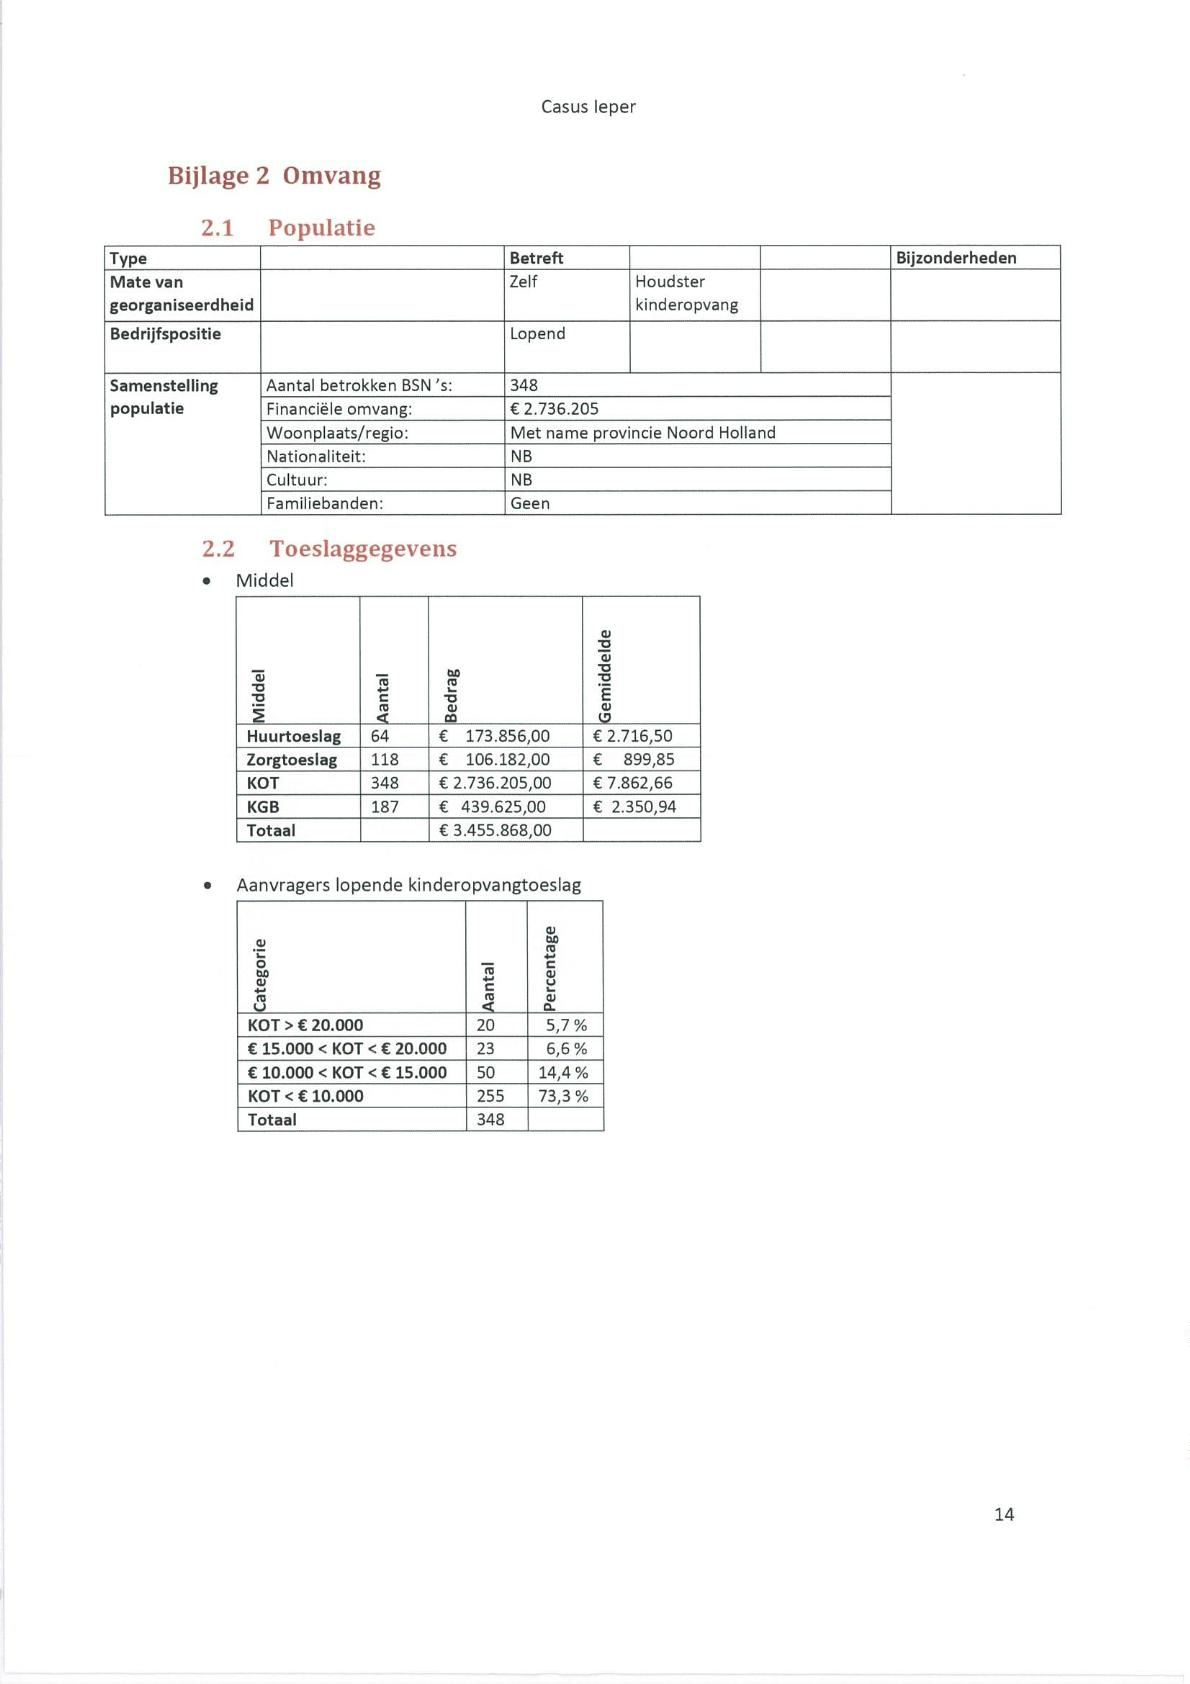 Casus Ieper
Bijlage 2 Omvang
2.1 Populatie
Type Betreft Bijzonderheden
Mate van georganiseerdheid Zelf Houdster kinderopvang
Bedrijfspositie Lopend
Samenstelling populatie Aantal betrokken BSN 's: 348
Financiële omvang: € 2.736.205
Woonplaats/regio: Met name provincie Noord Holland
Nationaliteit: NB
Cultuur: NB
Familiebanden: Geen
2.2 Toeslaggegevens
• Middel
Middel Aantal Bedrag Gemiddelde
Huurtoeslag 64 € 173.856,00 € 2.716,50
Zorgtoeslag 118 € 106.182,00 € 899,85
KOT 348 € 2.736.205,00 € 7.862,66
KGB 187 € 439.625,00 € 2.350,94
Totaal € 3.455.868,00
• Aanvragers lopende kinderopvangtoeslag
Categorie Aantal Percentage
KOT > € 20.000 20 5,7 %
€ 15.000 < KOT < € 20.000 23 6,6 %
€ 10.000 < KOT < € 15.000 50 14,4 %
KOT < € 10.000 255 73,3 %
Totaal 348
14